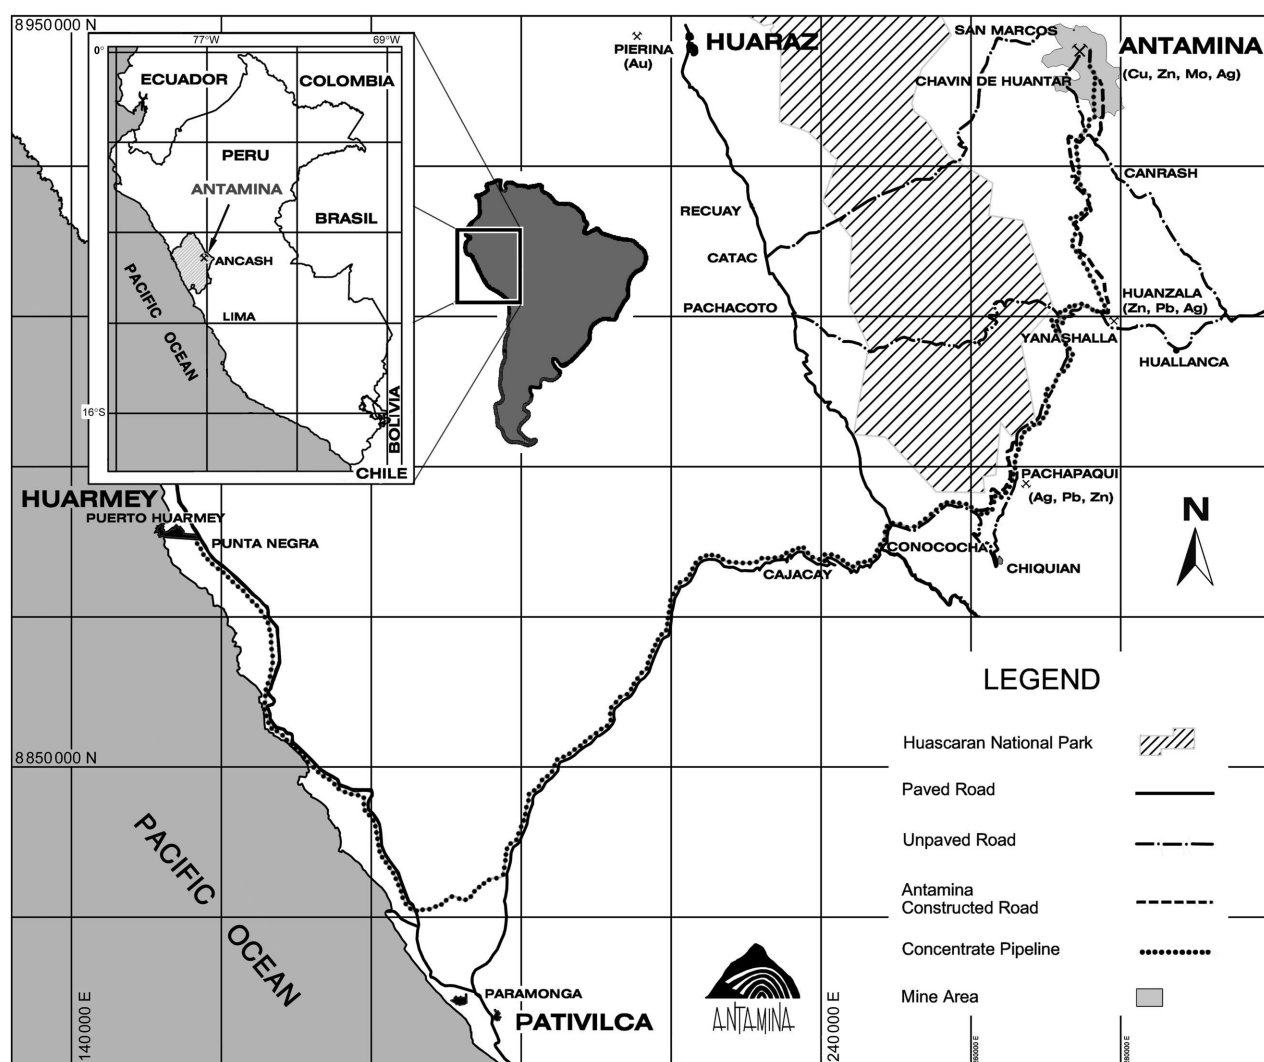 8950000 N
77°W
69°W
0°
ECUADOR
COLOMBIA
PERU
ANTAMINA
BRASIL
ANCASH
PACIFIC OCEAN
LIMA
16°S
BOLIVIA
CHILE
PIERINA
(Au)
HUARAZ
SAN MARCOS
ANTAMINA
(Cu, Zn, Mo, Ag)
CHAVIN DE HUANTAR
CANRASH
RECUAY
CATAC
PACHACOTO
HUANZALA
(Zn, Pb, Ag)
YANASHALLA
HUALLANCA
PACHAPAQUI
(Ag, Pb, Zn)
HUARMEY
PUERTO HUARMEY
PUNTA NEGRA
CONOCOCHA
CHIQUIAN
CAJACAY
N
8850000 N
PACIFIC OCEAN
PARAMONGA
PATIVILCA
ANTAMINA
LEGEND
Huascaran National Park
Paved Road
Unpaved Road
Antamina
Constructed Road
Concentrate Pipeline
Mine Area
140000 E
240000 E
260000 E
280000 E